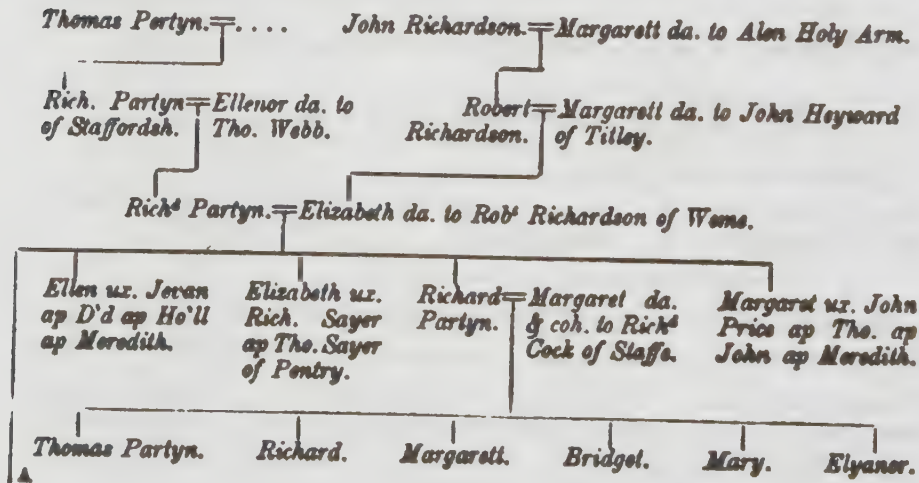 Thomas Pertyn. = . . . . John Richardson. = Margarett da. to Alen Holy Arm.
Rich. Partyn = Ellenor da. to
of Staffordsh. Tho. Webb.
Robert = Margarett da. to John Heyward
Richardson. of Titley.
Richᵈ Partyn. = Elizabeth da. to Robᵗ Richardson of Weme.
Ellen ux. Jevan
ap D'd ap Ho'll
ap Meredith.
Elizabeth ux.
Rich. Sayer
ap Tho. Sayer
of Pentry.
Richard = Margaret da.
Partyn. & coh. to Richᵈ
Cock of Staffs.
Margaret ux. John
Price ap Tho. ap
John ap Meredith.
Thomas Partyn. Richard. Margarett. Bridget. Mary. Elyanor.
A